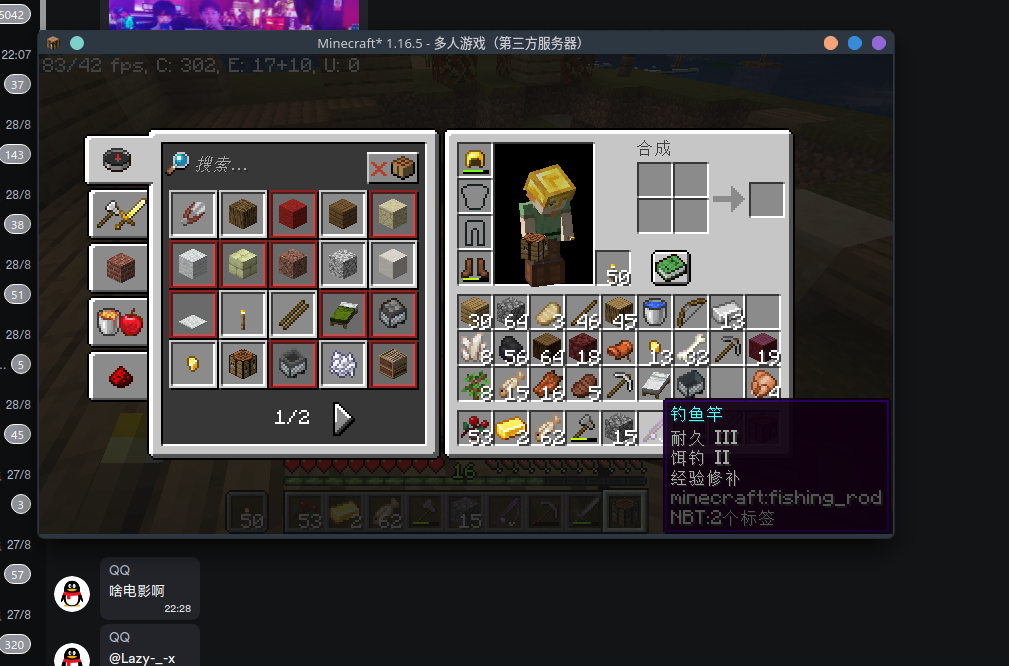 5042
22:07
37
28/8
143
28/8
38
28/8
51
28/8
5
28/8
45
27/8
3
27/8
57
27/8
320
Minecraft* 1.16.5 - 多人游戏（第三方服务器）
83/42 fps, C: 302, E: 17+10, U: 0
搜索...
1/2
合成
50
30 64 3 46 45 13
8 56 64 18 13 32 19
8 15 16 5 4
53 2 62 15
钓鱼竿
耐久 III
饵钓 II
经验修补
minecraft:fishing_rod
NBT:2个标签
16
50 53 2 62 15
QQ
啥电影啊
22:28
QQ
@Lazy-_-x